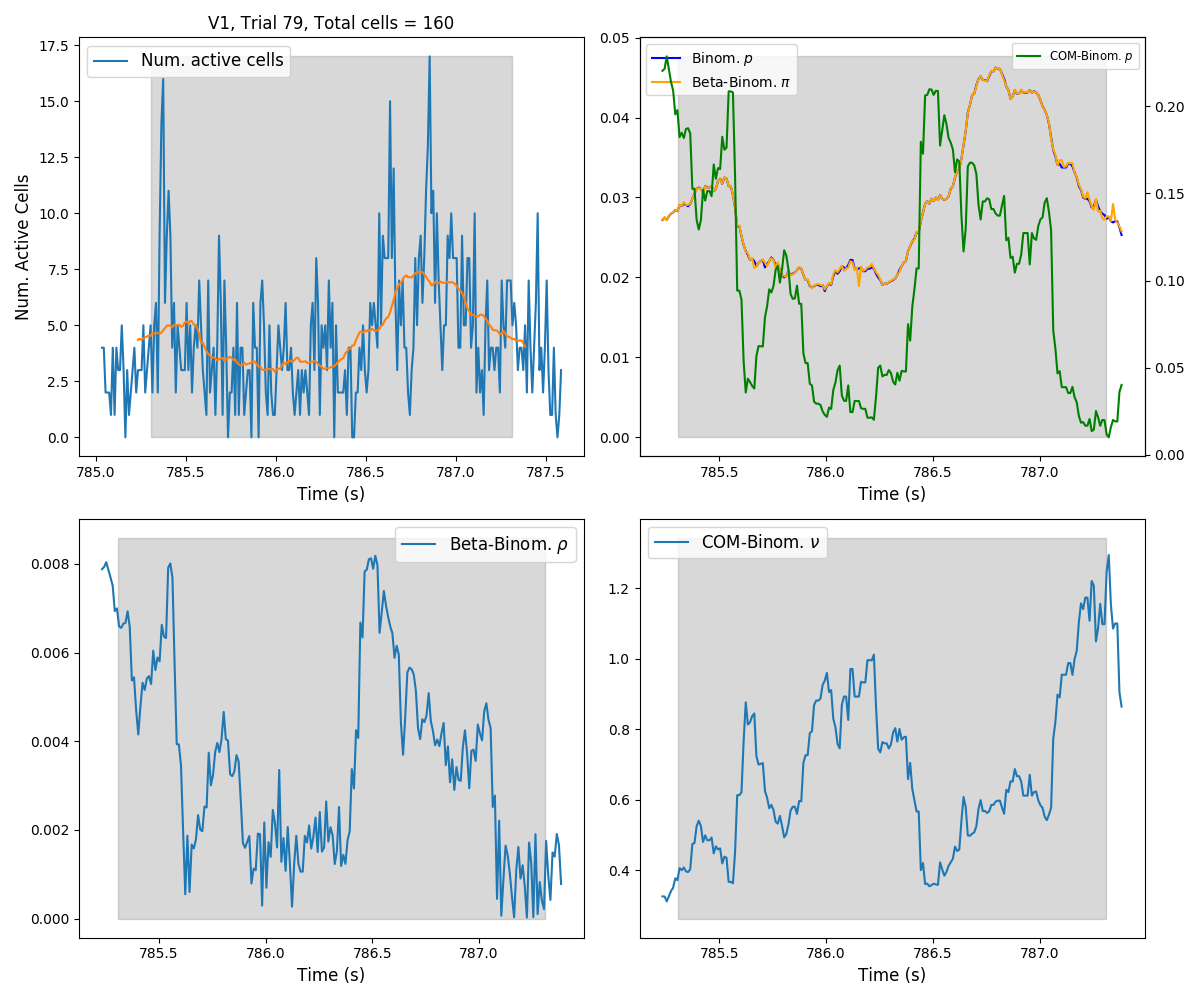 V1, Trial 79, Total cells = 160
Num. active cells
Num. Active Cells
17.5
15.0
12.5
10.0
7.5
5.0
2.5
0.0
785.0 785.5 786.0 786.5 787.0 787.5
Time (s)
Binom. p
Beta-Binom. π
COM-Binom. p
0.05
0.04
0.03
0.02
0.01
0.00
0.20
0.15
0.10
0.05
0.00
785.5 786.0 786.5 787.0
Time (s)
Beta-Binom. ρ
0.008
0.006
0.004
0.002
0.000
785.5 786.0 786.5 787.0
Time (s)
COM-Binom. ν
1.2
1.0
0.8
0.6
0.4
785.5 786.0 786.5 787.0
Time (s)